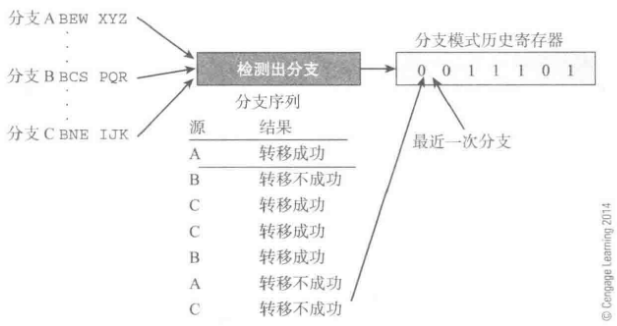 分支A BEW XYZ
分支模式历史寄存器
分支B BCS PQR
检测出分支
0 0 1 1 1 0 1
分支序列
分支C BNE IJK
源 结果
最近一次分支
A 转移成功
B 转移不成功
C 转移成功
C 转移成功
B 转移成功
A 转移不成功
C 转移不成功
© Cengage Learning 2014